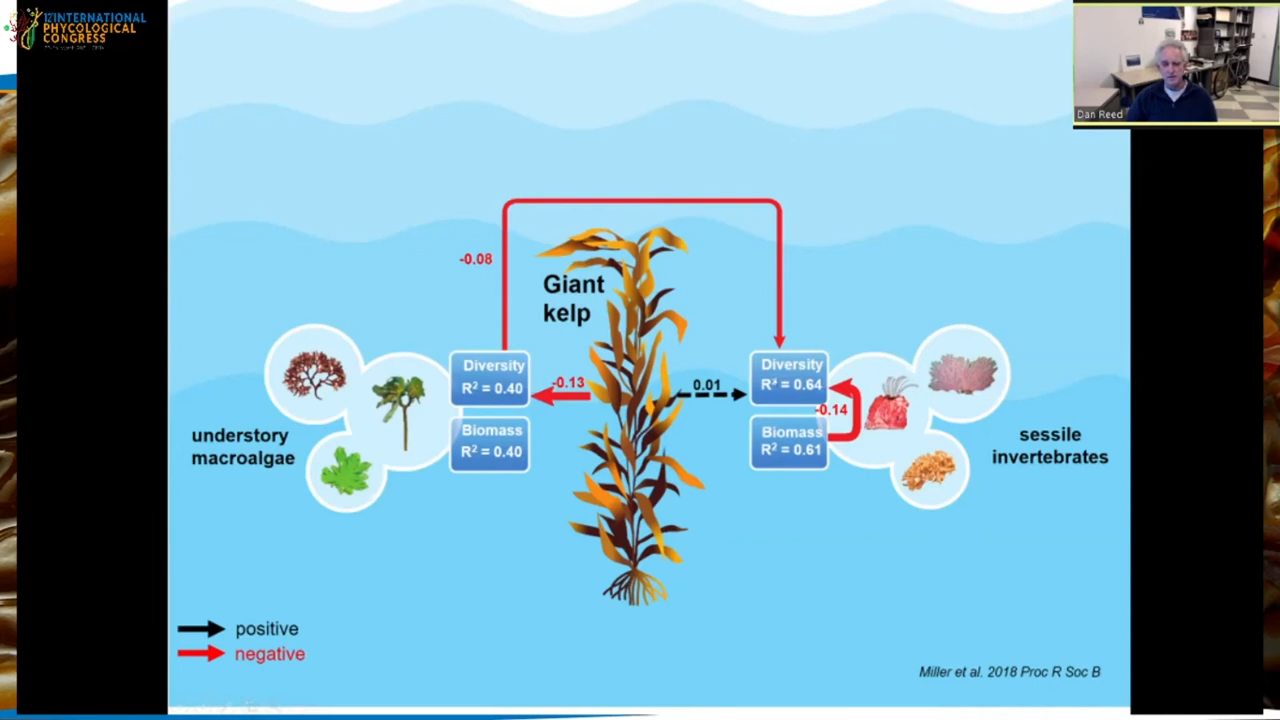 12thINTERNATIONAL
PHYCOLOGICAL
CONGRESS
Dan Reed
-0.08
Giant
kelp
Diversity
R² = 0.40
-0.13
0.01
Diversity
R² = 0.64
-0.14
Biomass
R² = 0.40
Biomass
R² = 0.61
understory
macroalgae
sessile
invertebrates
positive
negative
Miller et al. 2018 Proc R Soc B